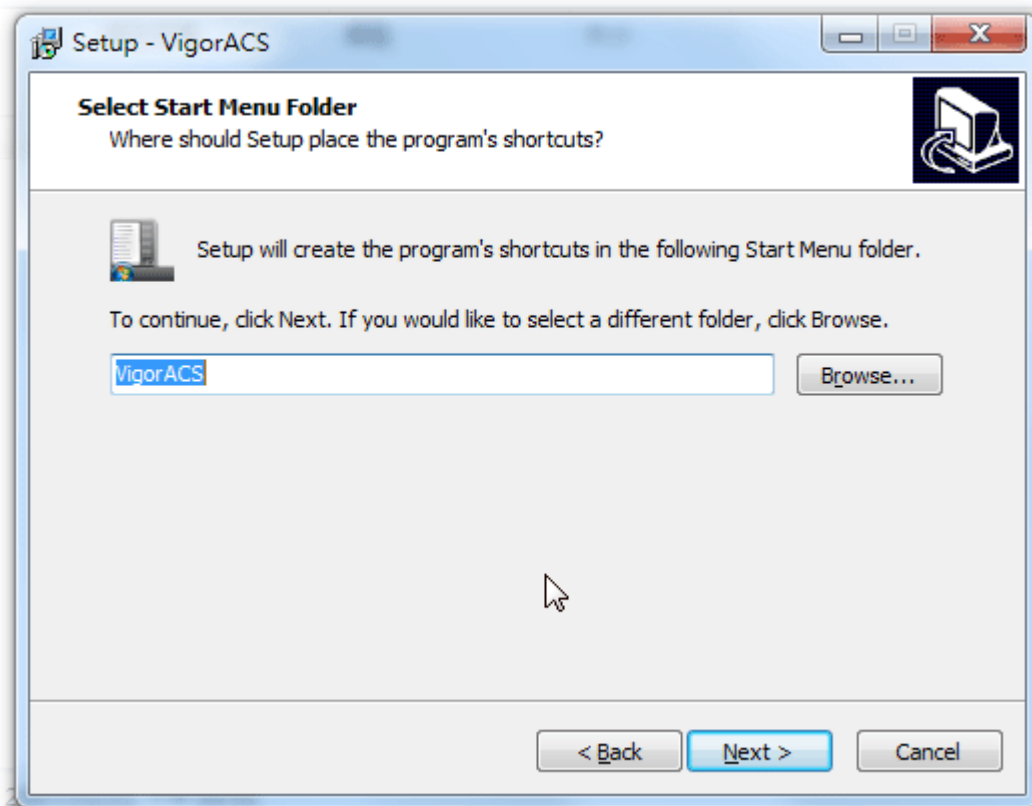 Setup - VigorACS
Select Start Menu Folder
Where should Setup place the program's shortcuts?
Setup will create the program's shortcuts in the following Start Menu folder.
To continue, click Next. If you would like to select a different folder, click Browse.
VigorACS
Browse...
< Back
Next >
Cancel